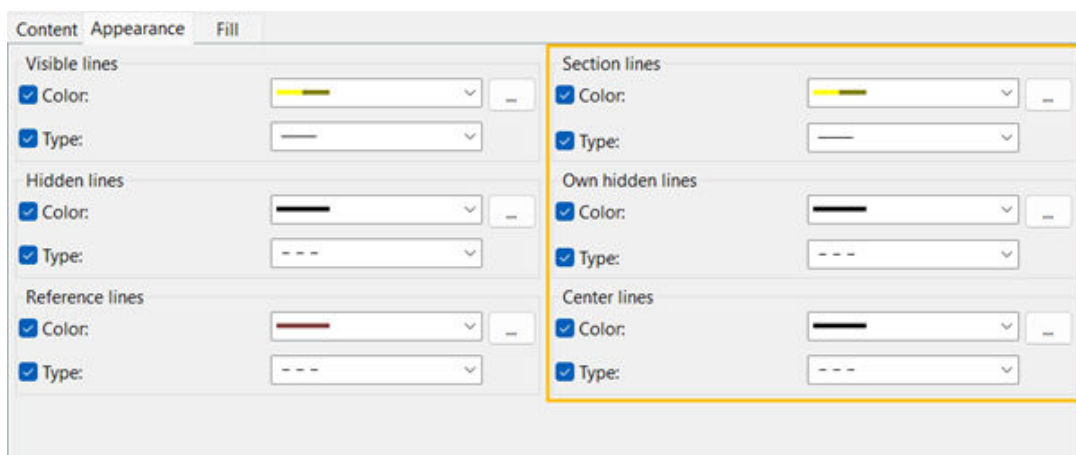 Content Appearance Fill
Visible lines
Color:
...
Type:
Hidden lines
Color:
...
Type:
Reference lines
Color:
...
Type:
Section lines
Color:
...
Type:
Own hidden lines
Color:
...
Type:
Center lines
Color:
...
Type: